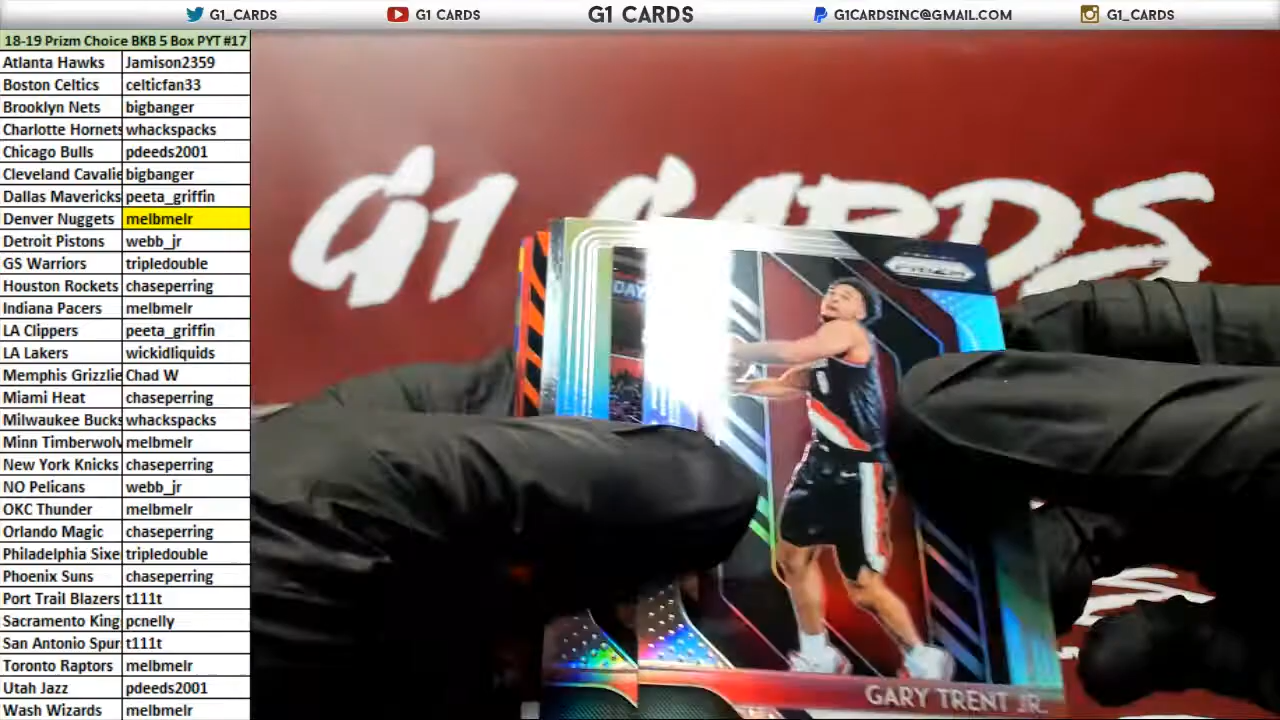 G1_CARDS
G1 CARDS
G1 CARDS
G1CARDSINC@GMAIL.COM
G1_CARDS
18-19 Prizm Choice BKB 5 Box PYT #17
Atlanta Hawks Jamison2359
Boston Celtics celticfan33
Brooklyn Nets bigbanger
Charlotte Hornets whackspacks
Chicago Bulls pdeeds2001
Cleveland Cavalie bigbanger
Dallas Mavericks peeta_griffin
Denver Nuggets melbmelr
Detroit Pistons webb_jr
GS Warriors tripledouble
Houston Rockets chaseperring
Indiana Pacers melbmelr
LA Clippers peeta_griffin
LA Lakers wickidliquids
Memphis Grizzlie Chad W
Miami Heat chaseperring
Milwaukee Bucks whackspacks
Minn Timberwolv melbmelr
New York Knicks chaseperring
NO Pelicans webb_jr
OKC Thunder melbmelr
Orlando Magic chaseperring
Philadelphia Sixe tripledouble
Phoenix Suns chaseperring
Port Trail Blazers t111t
Sacramento King pcnelly
San Antonio Spur t111t
Toronto Raptors melbmelr
Utah Jazz pdeeds2001
Wash Wizards melbmelr
G1 CARDS
PRIZM
GARY TRENT JR.